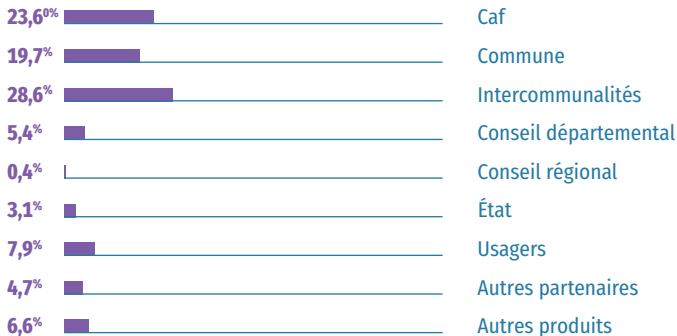 23,60% Caf
19,7% Commune
28,6% Intercommunalités
5,4% Conseil départemental
0,4% Conseil régional
3,1% État
7,9% Usagers
4,7% Autres partenaires
6,6% Autres produits